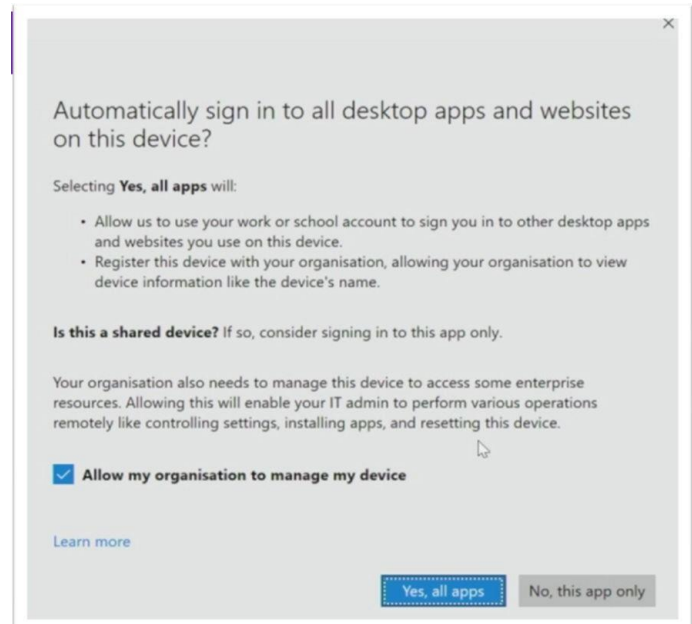 Automatically sign in to all desktop apps and websites
on this device?
Selecting Yes, all apps will:
• Allow us to use your work or school account to sign you in to other desktop apps
and websites you use on this device.
• Register this device with your organisation, allowing your organisation to view
device information like the device's name.
Is this a shared device? If so, consider signing in to this app only.
Your organisation also needs to manage this device to access some enterprise
resources. Allowing this will enable your IT admin to perform various operations
remotely like controlling settings, installing apps, and resetting this device.
Allow my organisation to manage my device
Learn more
Yes, all apps
No, this app only